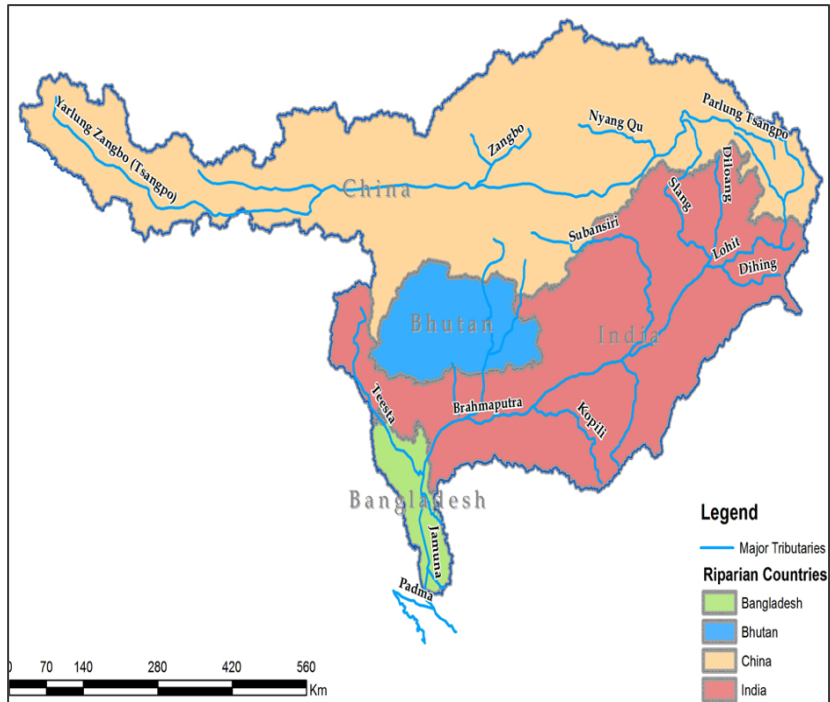 Yarlung Zangbo (Tsangpo)
Zangbo
Nyang Qu
Parlung Tsangpo
China
Siang
Diloang
Subansiri
Lohit
Dihing
Bhutan
India
Teesta
Brahmaputra
Kopili
Bangladesh
Jamuna
Padma
Legend
Major Tributaries
Riparian Countries
Bangladesh
Bhutan
China
India
0 70 140 280 420 560
Km